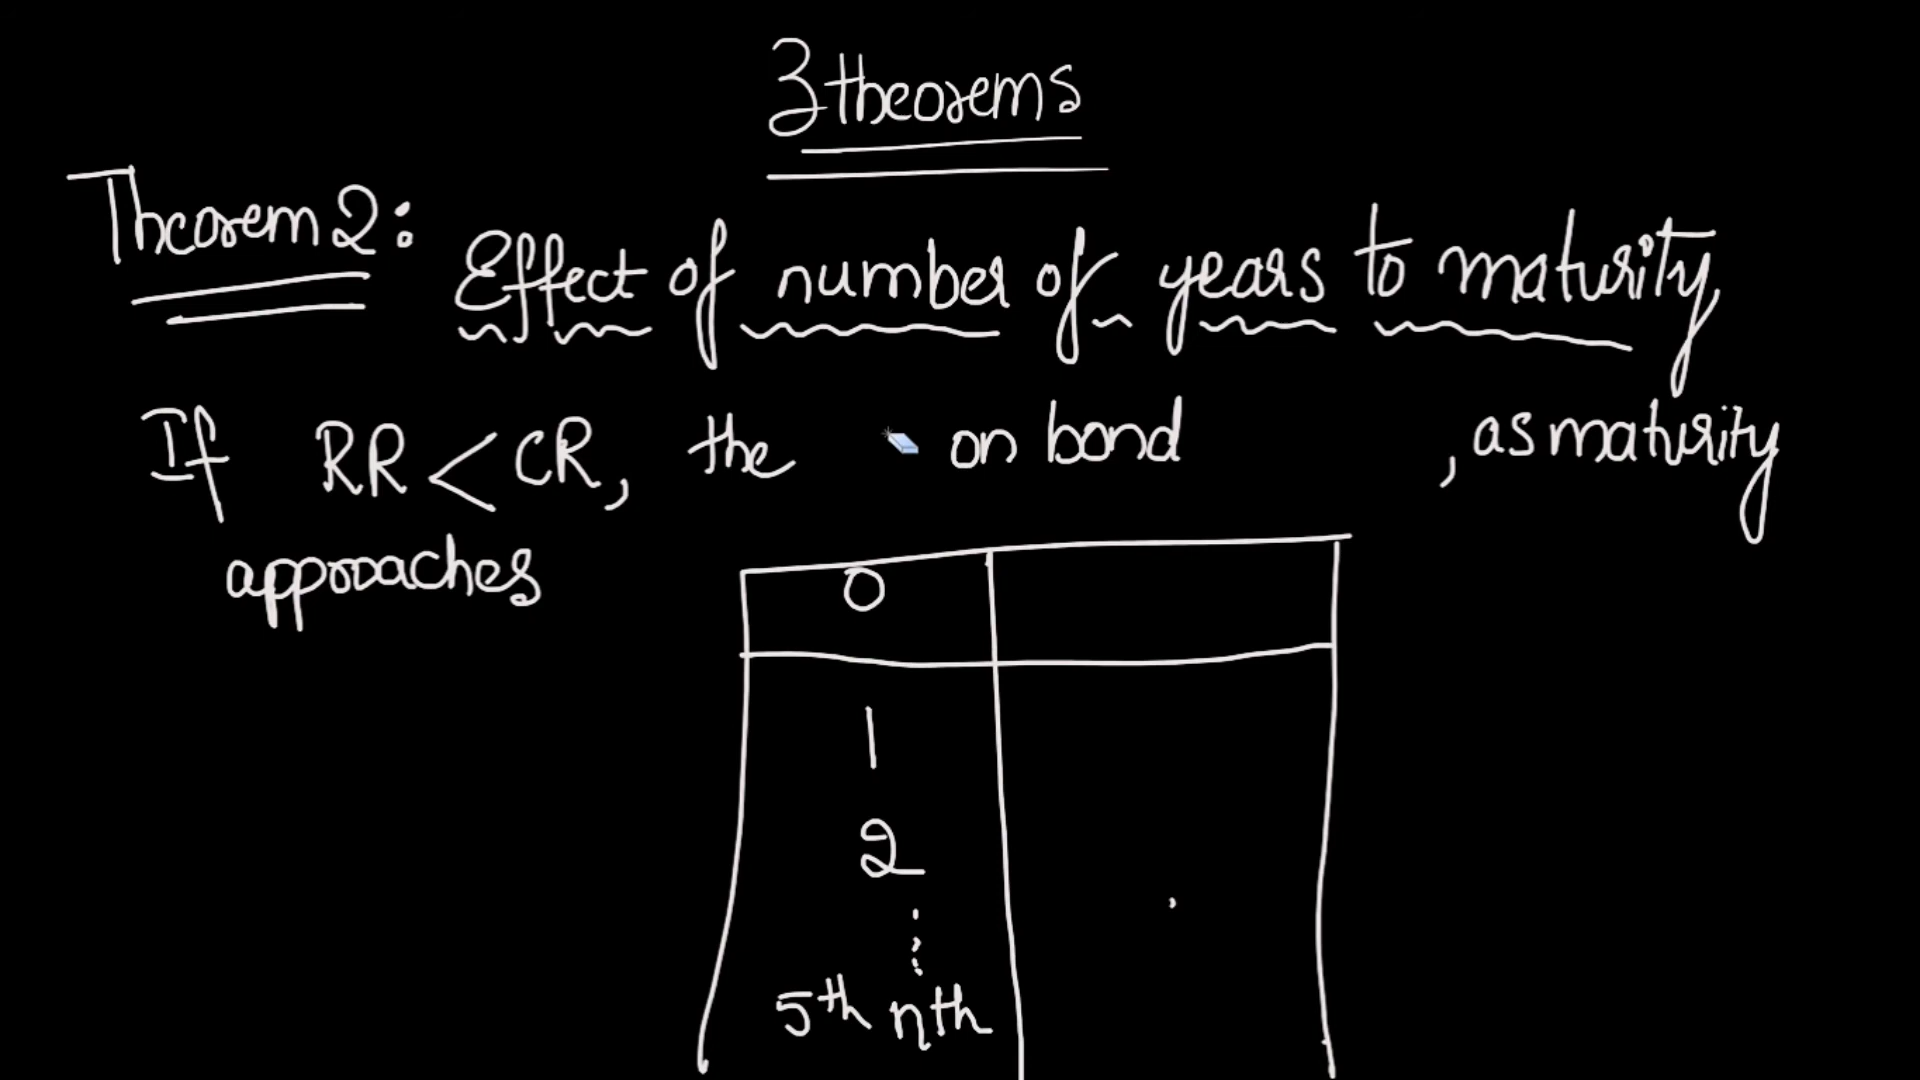 3 theorems
Theorem 2: Effect of number of years to maturity
If RR < CR, the on bond , as maturity
approaches
0
1
2
5th nth